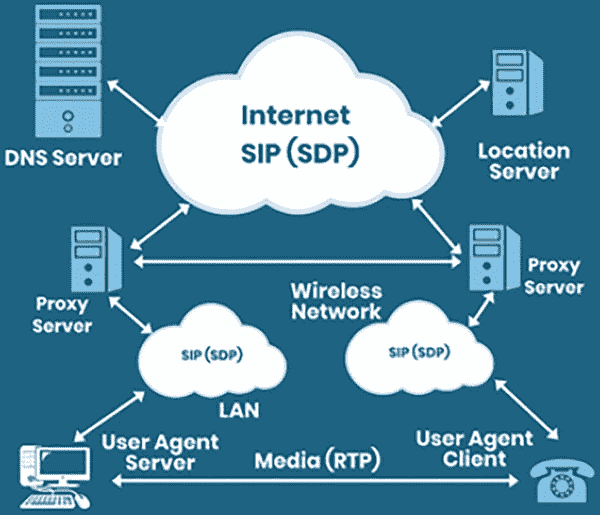 Internet
SIP (SDP)
DNS Server
Location
Server
Proxy
Server
Proxy
Server
Wireless
Network
SIP (SDP)
SIP (SDP)
LAN
User Agent
Server
User Agent
Client
Media (RTP)